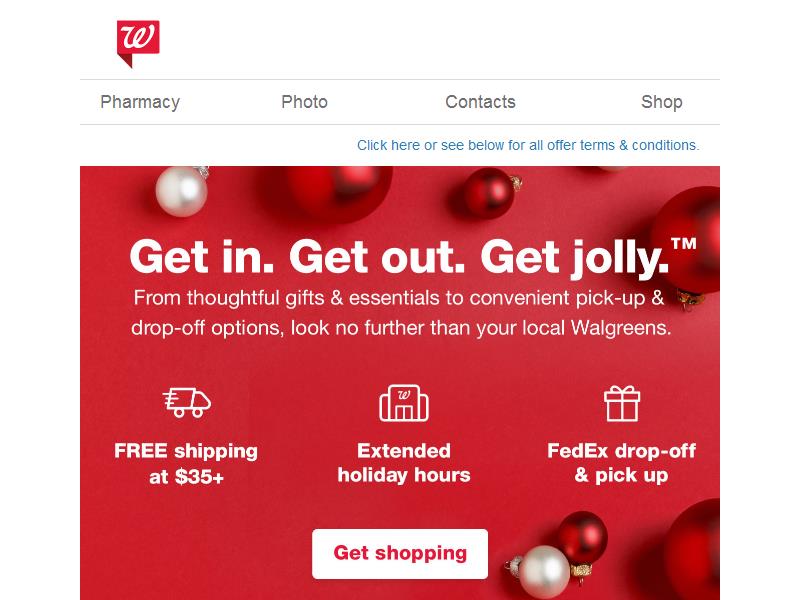 W
Pharmacy Photo Contacts Shop
Click here or see below for all offer terms & conditions.
Get in. Get out. Get jolly.™
From thoughtful gifts & essentials to convenient pick-up &
drop-off options, look no further than your local Walgreens.
W
FREE shipping Extended FedEx drop-off
at $35+ holiday hours & pick up
Get shopping